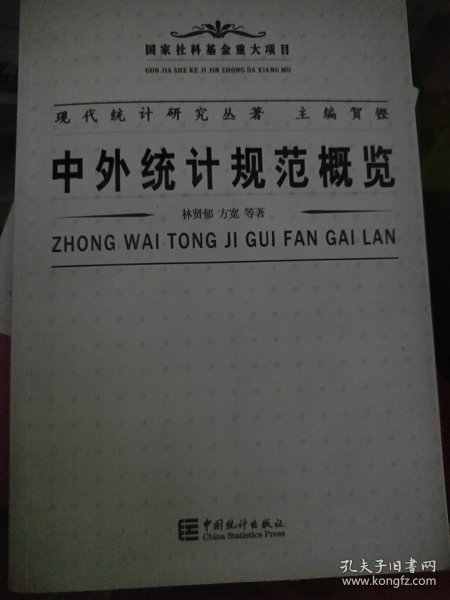 国家社科基金重大项目
GUO JIA SHE KE JI JIN ZHONG DA XIANG MU
现代统计研究丛著 主编贺铿
中外统计规范概览
林贤郁 方宽 等著
ZHONG WAI TONG JI GUI FAN GAI LAN
中国统计出版社
China Statistics Press
孔夫子旧书网
www.kongfz.com